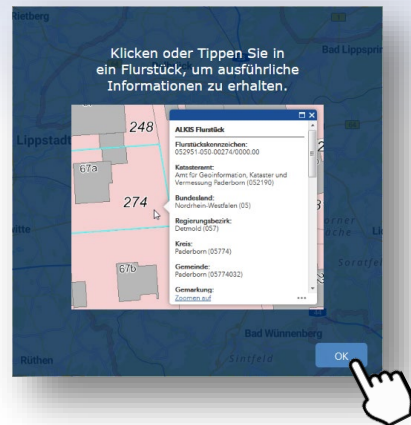 Rietberg
Bad Lippspri
Klicken oder Tippen Sie in
ein Flurstück, um ausführliche
Informationen zu erhalten.
Lippstadt
248
67a
274
67b
ALKIS Flurstück
Flurstückskennzeichen:
052951-050-00274/0000.00
Katasteramt:
Amt für Geoinformation, Kataster und
Vermessung Paderborn (052190)
Bundesland:
Nordrhein-Westfalen (05)
Regierungsbezirk:
Detmold (057)
Kreis:
Paderborn (05774)
Gemeinde:
Paderborn (05774032)
Gemarkung:
Zoomen auf
Bad Wünnenberg
Rüthen
Sintfeld
OK